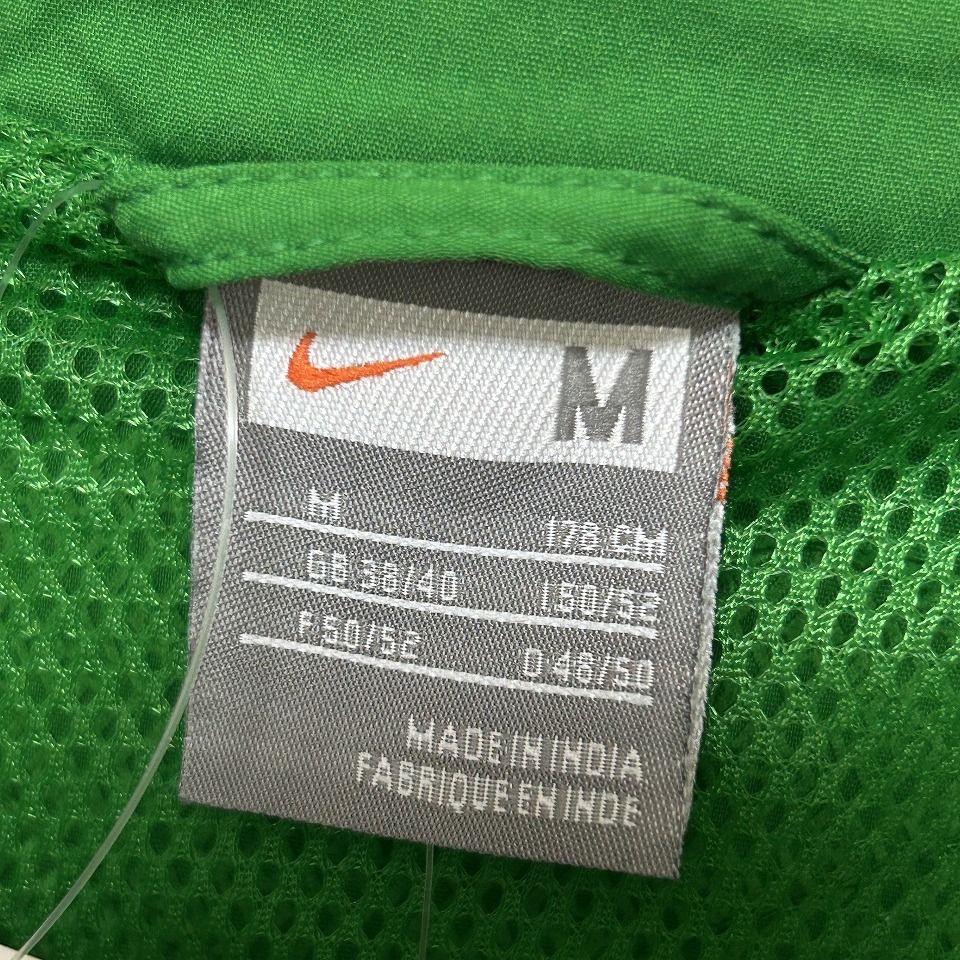 M
M 178 CM
GB 38/40 I 50/52
F 50/52 D 48/50
MADE IN INDIA
FABRIQUE EN INDE